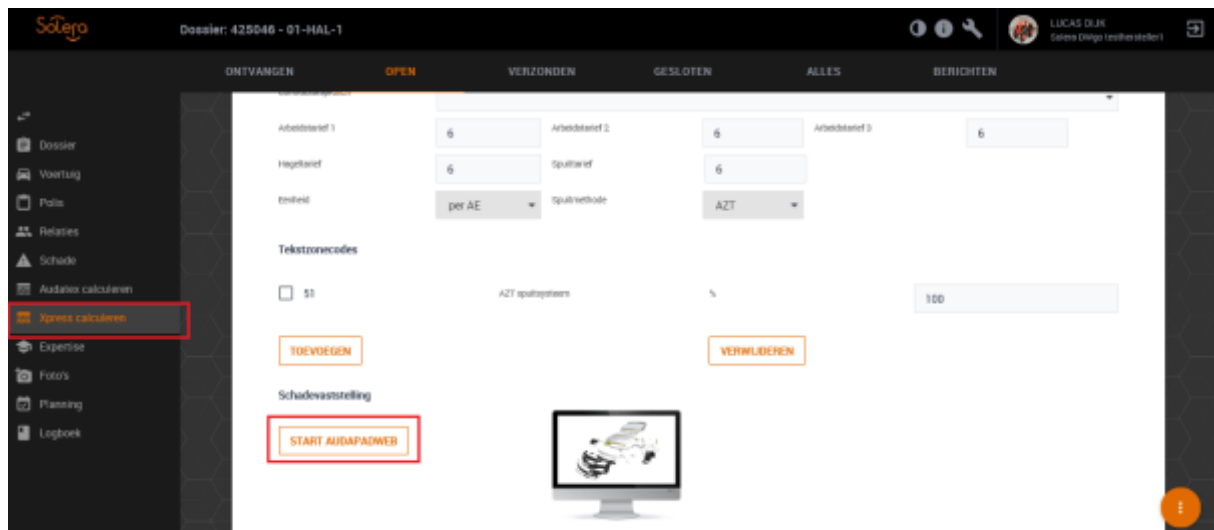 Solera
Dossier: 425046 - 01-HAL-1
LUCAS DIJK
ONTVANGEN OPEN VERZONDEN GESLOTEN ALLES BERICHTEN
Dossier
Voertuig
Polis
Relaties
Schade
Audatex calculeren
Xpress calculeren
Expertise
Foto's
Planning
Logboek
Arbeidstarief 1 6 Arbeidstarief 2 6 Arbeidstarief 3 6
Hageltarief 6 Spuittarief 6
Eenheid per AE Spuitmethode AZT
Tekstzonecodes
51 AZT spuitsysteem % 100
TOEVOEGEN VERWIJDEREN
Schadevaststelling
START AUDAPADWEB